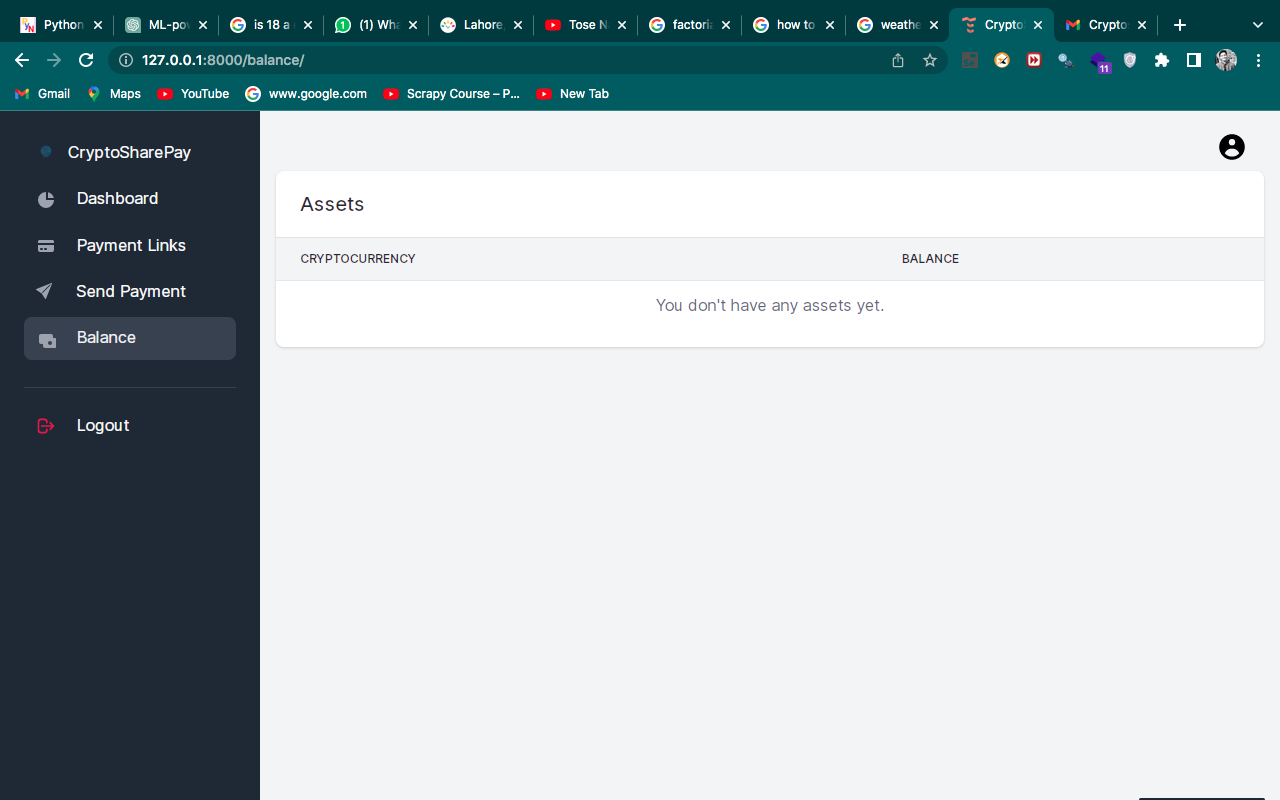 Python
ML-pov
is 18 a
(1) Wha
Lahore,
Tose N
factoria
how to
weathe
Crypto
Crypto
127.0.0.1:8000/balance/
11
Gmail
Maps
YouTube
www.google.com
Scrapy Course – P...
New Tab
CryptoSharePay
Dashboard
Payment Links
Send Payment
Balance
Logout
Assets
CRYPTOCURRENCY BALANCE
You don't have any assets yet.